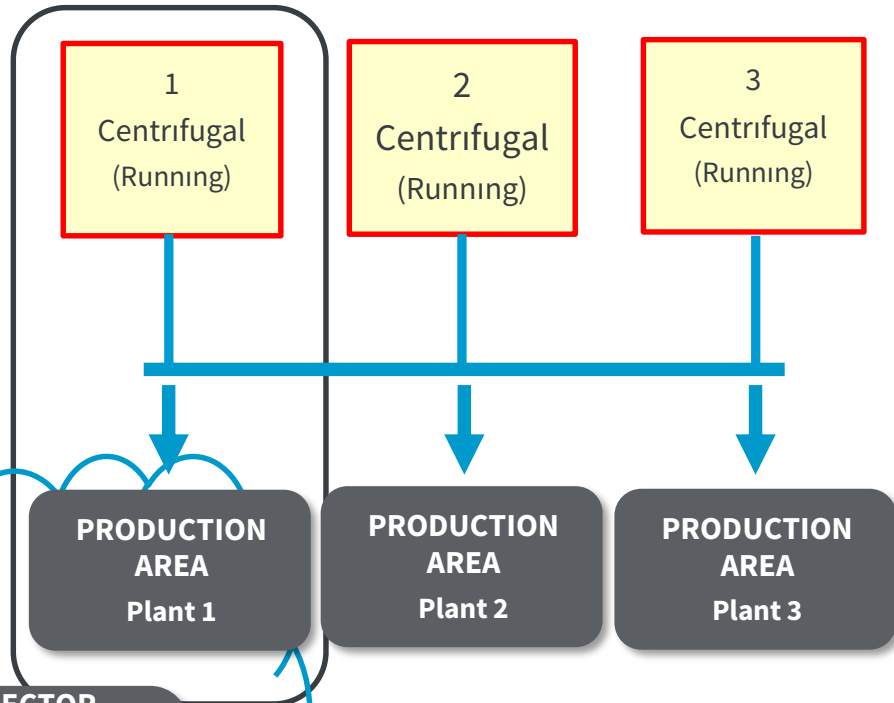 1
Centrıfugal
(Runnıng)
2
Centrıfugal
(Runnıng)
3
Centrıfugal
(Runnıng)
PRODUCTION
AREA
Plant 1
PRODUCTION
AREA
Plant 2
PRODUCTION
AREA
Plant 3